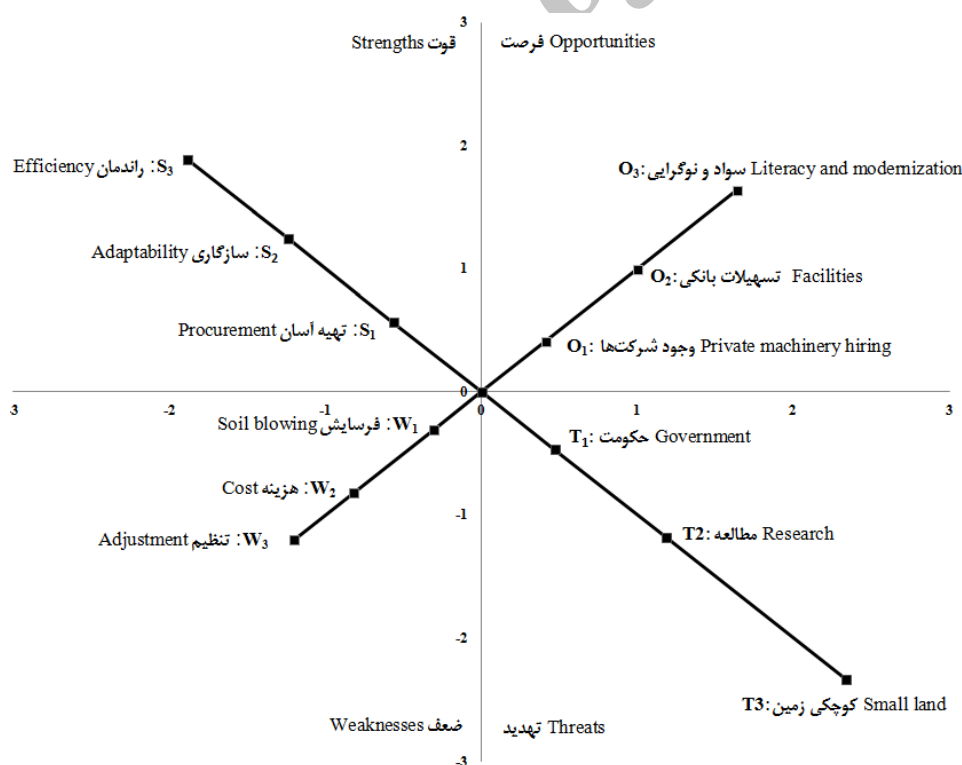 3
Strengths قوت
فرصت Opportunities
2
Efficiency راندمان :S3
O3: سواد و نوگرایی Literacy and modernization
Adaptability سازگاری :S2
1
O2: تسهیلات بانکی Facilities
Procurement تهیه آسان :S1
O1: وجود شرکت‌ها Private machinery hiring
0
3 -2 -1 0 1 2 3
Soil blowing فرسایش :W1
T1: حکومت Government
Cost هزینه :W2
-1
Adjustment تنظیم :W3
T2: مطالعه Research
-2
T3: کوچکی زمین Small land
Weaknesses ضعف
تهدید Threats
-3